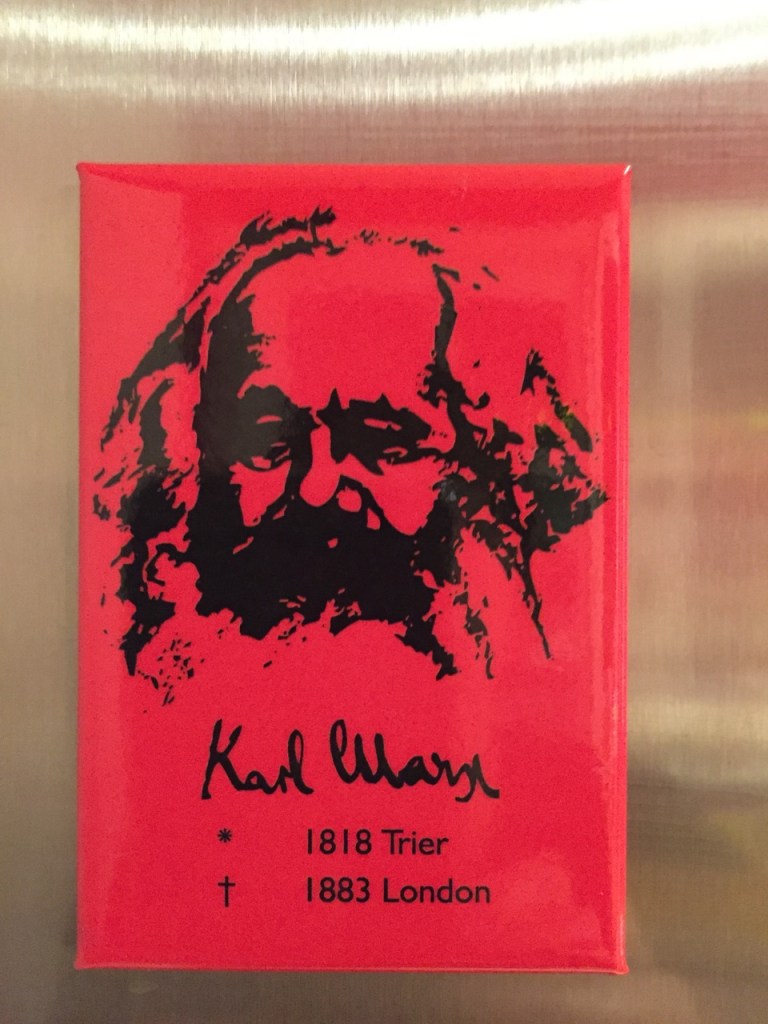 Karl Marx
* 1818 Trier
† 1883 London